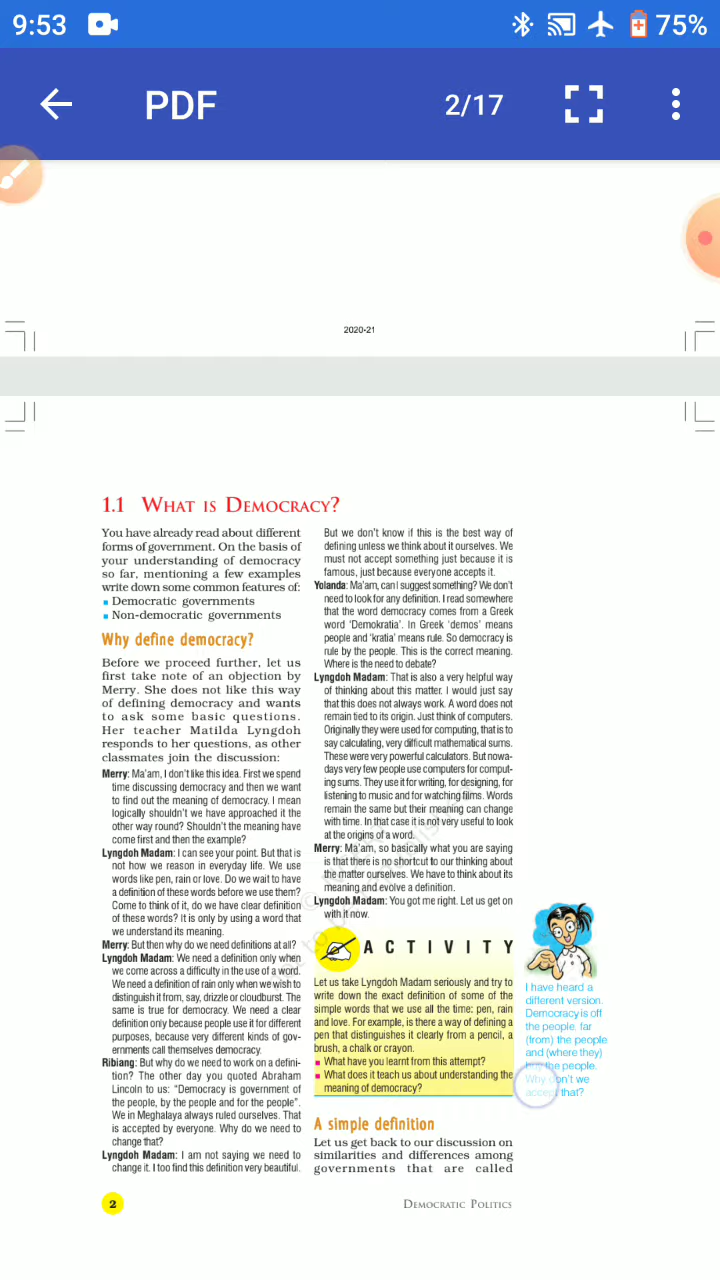 9:53
75%
PDF
2/17
2020-21
1.1 WHAT IS DEMOCRACY?
You have already read about different
forms of government. On the basis of
your understanding of democracy
so far, mentioning a few examples
write down some common features of:
Democratic governments
Non-democratic governments
Why define democracy?
Before we proceed further, let us
first take note of an objection by
Merry. She does not like this way
of defining democracy and wants
to ask some basic questions.
Her teacher Matilda Lyngdoh
responds to her questions, as other
classmates join the discussion:
Merry: Ma'am, I don't like this idea. First we spend
time discussing democracy and then we want
to find out the meaning of democracy. I mean
logically shouldn't we have approached it the
other way round? Shouldn't the meaning have
come first and then the example?
Lyngdoh Madam: I can see your point. But that is
not how we reason in everyday life. We use
words like pen, rain or love. Do we wait to have
a definition of these words before we use them?
Come to think of it, do we have clear definition
of these words? It is only by using a word that
we understand its meaning.
Merry: But then why do we need definitions at all?
Lyngdoh Madam: We need a definition only when
we come across a difficulty in the use of a word.
We need a definition of rain only when we wish to
distinguish it from, say, drizzle or cloudburst. The
same is true for democracy. We need a clear
definition only because people use it for different
purposes, because very different kinds of gov-
ernments call themselves democracy.
Ribiang: But why do we need to work on a defini-
tion? The other day you quoted Abraham
Lincoln to us: "Democracy is government of
the people, by the people and for the people".
We in Meghalaya always ruled ourselves. That
is accepted by everyone. Why do we need to
change that?
Lyngdoh Madam: I am not saying we need to
change it. I too find this definition very beautiful.
But we don't know if this is the best way of
defining unless we think about it ourselves. We
must not accept something just because it is
famous, just because everyone accepts it.
Yolanda: Ma'am, can I suggest something? We don't
need to look for any definition. I read somewhere
that the word democracy comes from a Greek
word 'Demokratia'. In Greek 'demos' means
people and 'kratia' means rule. So democracy is
rule by the people. This is the correct meaning.
Where is the need to debate?
Lyngdoh Madam: That is also a very helpful way
of thinking about this matter. I would just say
that this does not always work. A word does not
remain tied to its origin. Just think of computers.
Originally they were used for computing, that is to
say calculating, very difficult mathematical sums.
These were very powerful calculators. But nowa-
days very few people use computers for comput-
ing sums. They use it for writing, for designing, for
listening to music and for watching films. Words
remain the same but their meaning can change
with time. In that case it is not very useful to look
at the origins of a word.
Merry: Ma'am, so basically what you are saying
is that there is no shortcut to our thinking about
the matter ourselves. We have to think about its
meaning and evolve a definition.
Lyngdoh Madam: You got me right. Let us get on
with it now.
ACTIVITY
Let us take Lyngdoh Madam seriously and try to
write down the exact definition of some of the
simple words that we use all the time: pen, rain
and love. For example, is there a way of defining a
pen that distinguishes it clearly from a pencil, a
brush, a chalk or crayon.
What have you learnt from this attempt?
What does it teach us about understanding the
meaning of democracy?
A simple definition
Let us get back to our discussion on
similarities and differences among
governments that are called
I have heard a
different version.
Democracy is off
the people, far
(from) the people
and (where they)
buy the people.
Why don't we
accept that?
2
DEMOCRATIC POLITICS